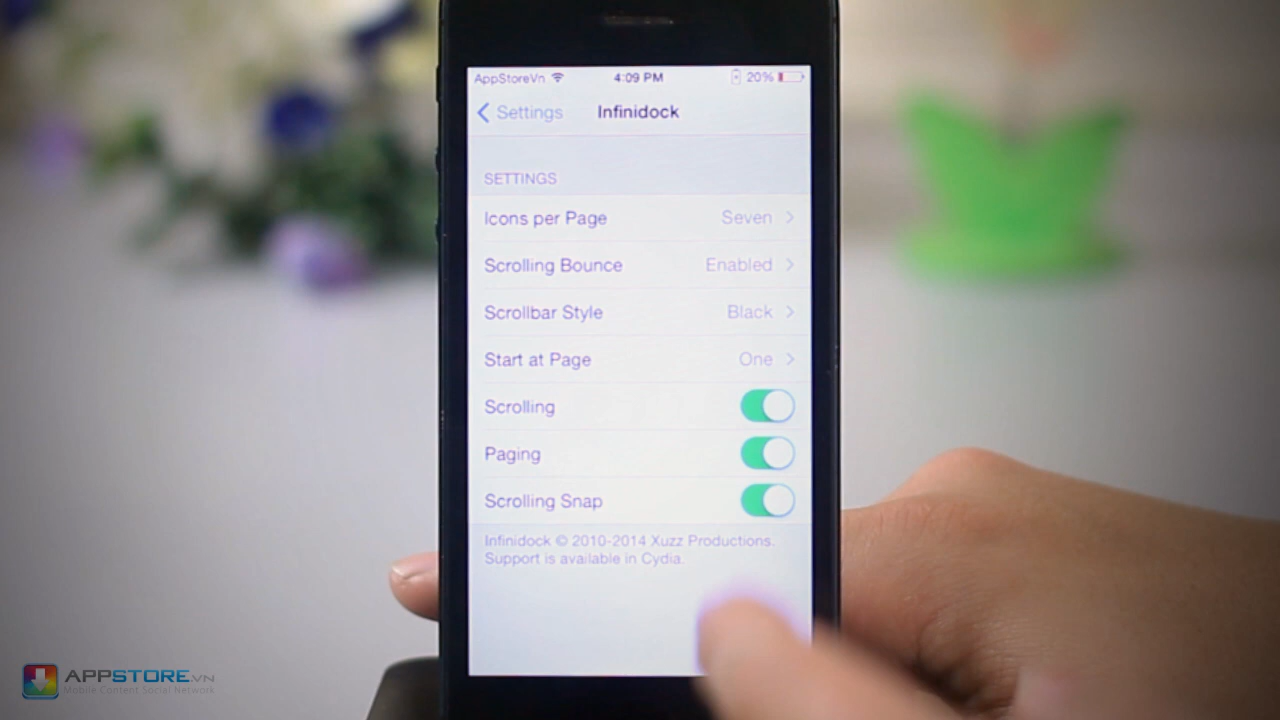 AppStoreVn 4:09 PM 20%
Settings Infinidock
SETTINGS
Icons per Page Seven
Scrolling Bounce Enabled
Scrollbar Style Black
Start at Page One
Scrolling
Paging
Scrolling Snap
Infinidock © 2010-2014 Xuzz Productions.
Support is available in Cydia.
APPSTORE.VN
Mobile Content Social Network